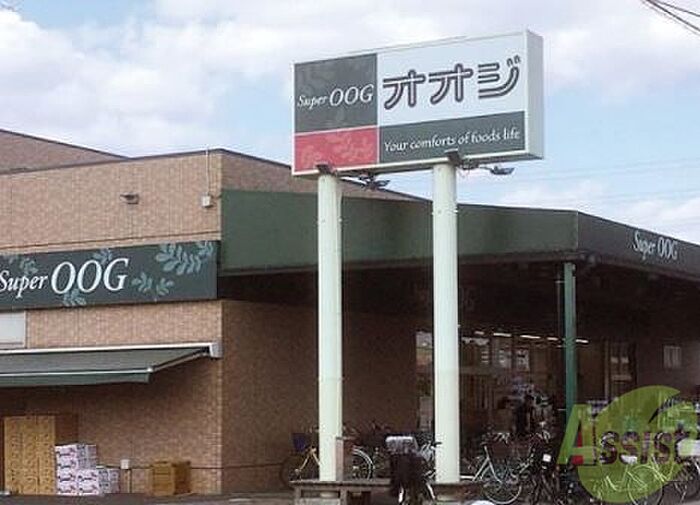 Super OOG
オオジ
Your comforts of foods life
Super OOG
Super OOG
Assist